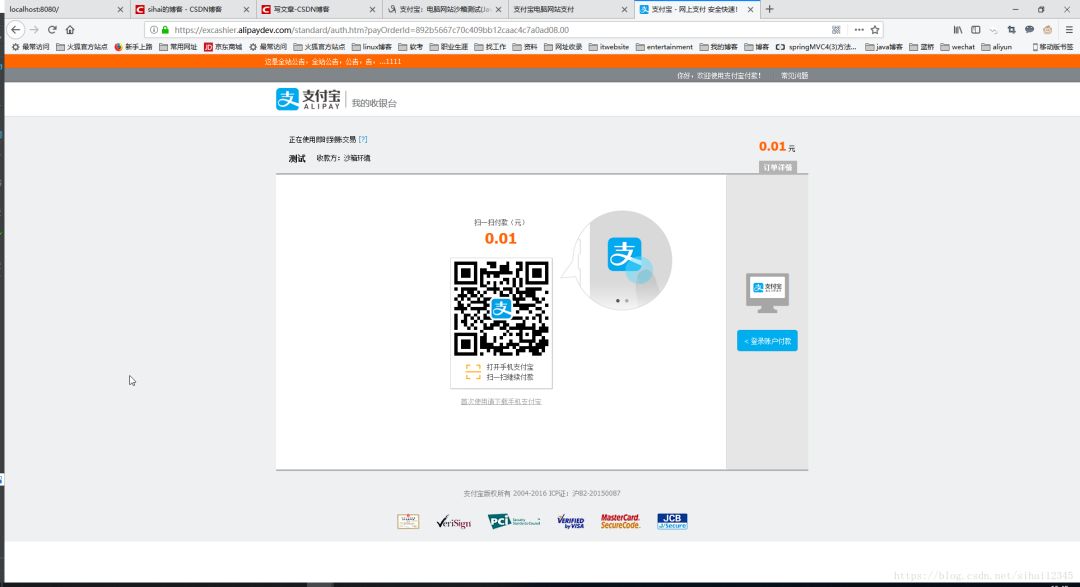 localhost:8080/
sihai的博客 - CSDN博客
写文章-CSDN博客
支付宝：电脑网站沙箱测试(Jav
支付宝电脑网站支付
支付宝 - 网上支付 安全快速！
https://excashier.alipaydev.com/standard/auth.htm?payOrderId=892b5667c70c409bb12caac4c7a0ad08.00
最常访问 火狐官方站点 新手上路 常用网址 JD 京东商城 最常访问 火狐官方站点 linux博客 软考 职业生涯 找工作 资料 网址收录 itwebsite entertainment 我的博客 博客 springMVC4(3)方法... java博客 蓝桥 wechat aliyun 移动版书签
这是全站公告，全站公告，公告，告，...1111
你好，欢迎使用支付宝付款！ 常见问题
支付宝 我的收银台
ALIPAY
正在使用即时到账交易 [?]
测试 收款方：沙箱环境
0.01 元
订单详情
扫一扫付款（元）
0.01
支
支
打开手机支付宝
扫一扫继续付款
首次使用请下载手机支付宝
支付宝
ALIPAY
< 登录账户付款
支付宝版权所有 2004-2016 ICP证：沪B2-20150087
VeriSign
PCI Security Standards Council
VERIFIED by VISA
MasterCard. SecureCode.
JCB J/Secure
https://blog.csdn.net/sihai12345